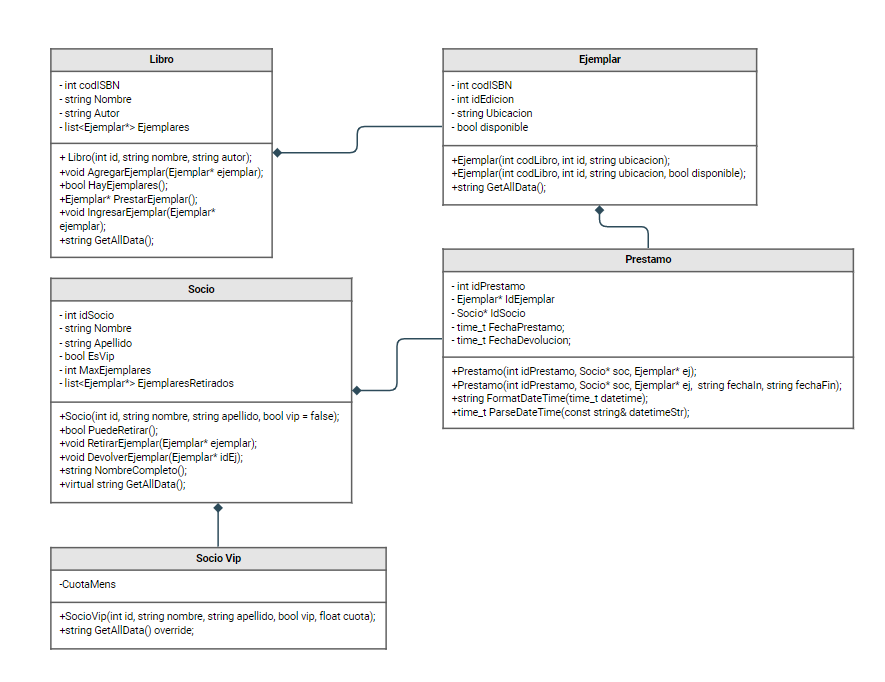 Libro
- int codISBN
- string Nombre
- string Autor
- list<Ejemplar*> Ejemplares
+ Libro(int id, string nombre, string autor);
+void AgregarEjemplar(Ejemplar* ejemplar);
+bool HayEjemplares();
+Ejemplar* PrestarEjemplar();
+void IngresarEjemplar(Ejemplar*
ejemplar);
+string GetAllData();
Ejemplar
- int codISBN
- int idEdicion
- string Ubicacion
- bool disponible
+Ejemplar(int codLibro, int id, string ubicacion);
+Ejemplar(int codLibro, int id, string ubicacion, bool disponible);
+string GetAllData();
Socio
- int idSocio
- string Nombre
- string Apellido
- bool EsVip
- int MaxEjemplares
- list<Ejemplar*> EjemplaresRetirados
+Socio(int id, string nombre, string apellido, bool vip = false);
+bool PuedeRetirar();
+void RetirarEjemplar(Ejemplar* ejemplar);
+void DevolverEjemplar(Ejemplar* idEj);
+string NombreCompleto();
+virtual string GetAllData();
Prestamo
- int idPrestamo
- Ejemplar* IdEjemplar
- Socio* IdSocio
- time_t FechaPrestamo;
- time_t FechaDevolucion;
+Prestamo(int idPrestamo, Socio* soc, Ejemplar* ej);
+Prestamo(int idPrestamo, Socio* soc, Ejemplar* ej, string fechaIn, string fechaFin);
+string FormatDateTime(time_t datetime);
+time_t ParseDateTime(const string& datetimeStr);
Socio Vip
-CuotaMens
+SocioVip(int id, string nombre, string apellido, bool vip, float cuota);
+string GetAllData() override;